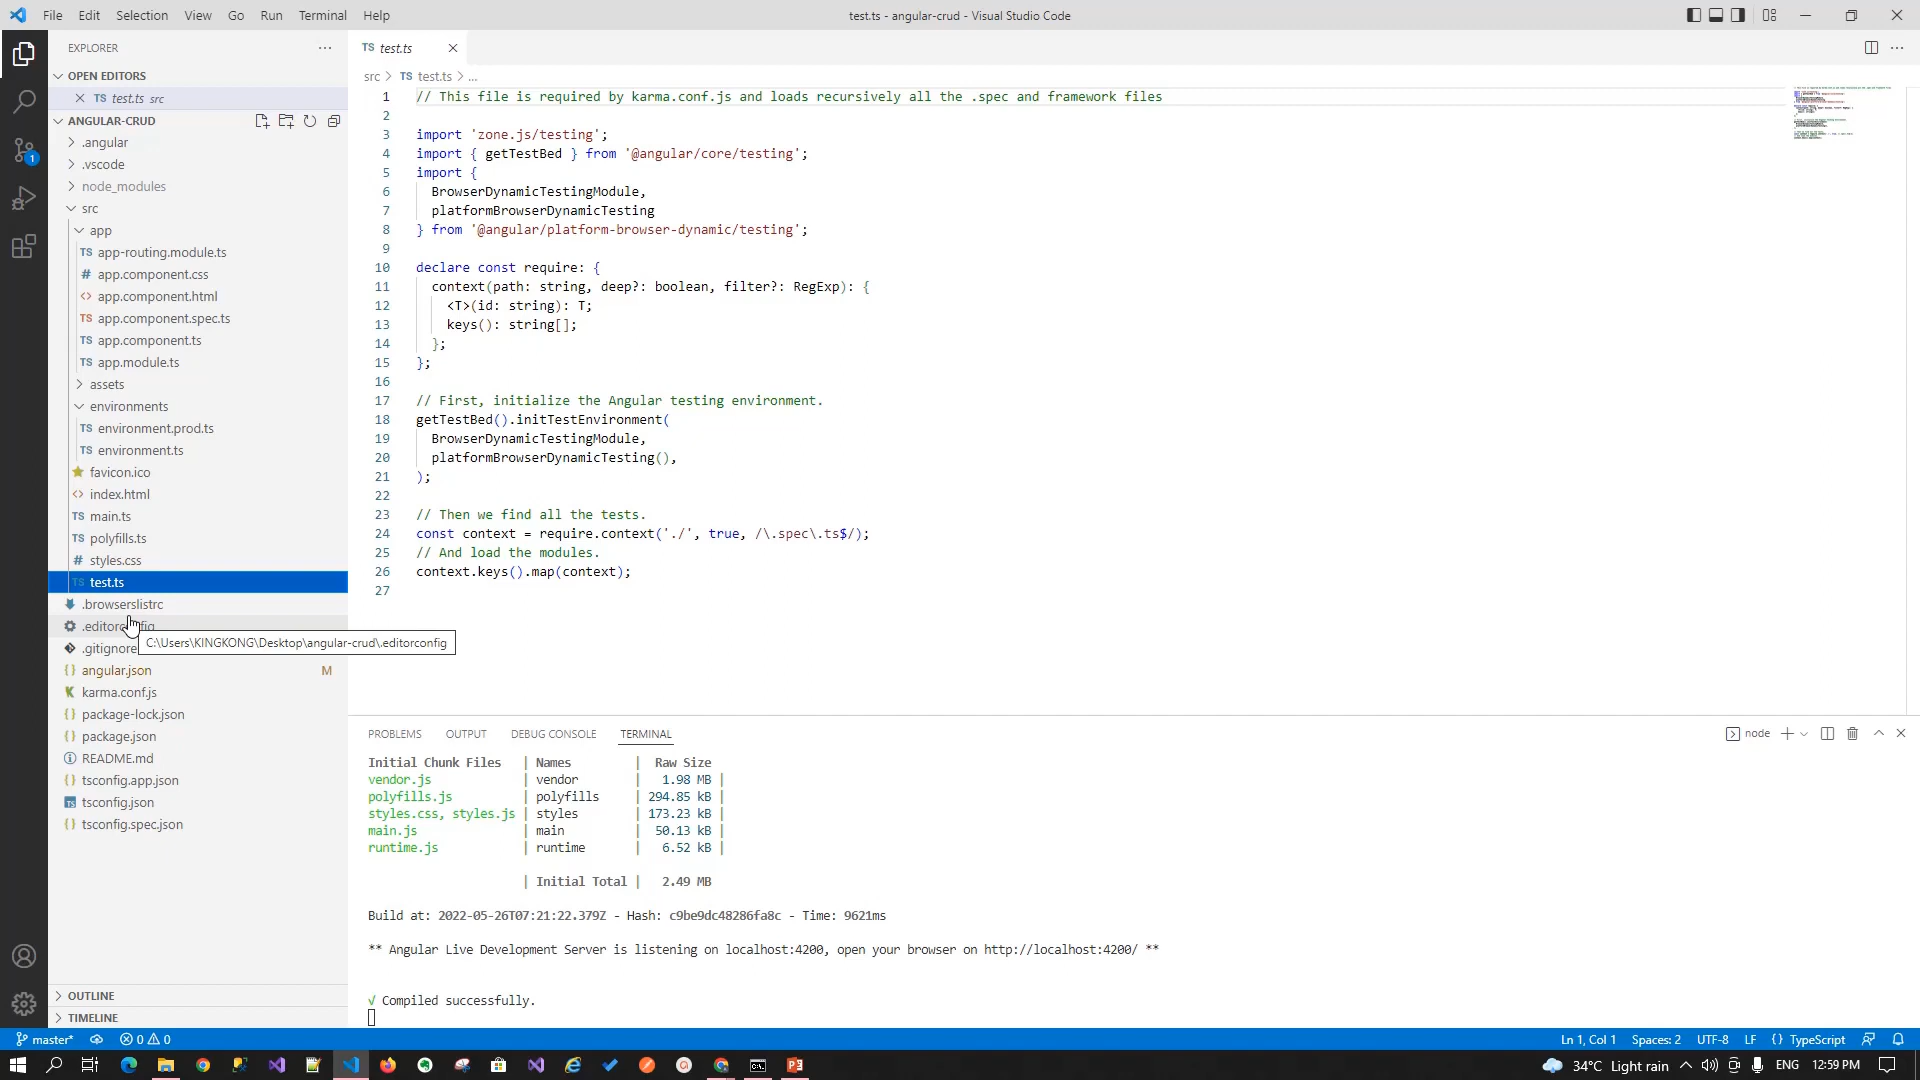 File Edit Selection View Go Run Terminal Help
test.ts - angular-crud - Visual Studio Code
EXPLORER
OPEN EDITORS
TS test.ts src
ANGULAR-CRUD
.angular
.vscode
node_modules
src
app
TS app-routing.module.ts
# app.component.css
<> app.component.html
TS app.component.spec.ts
TS app.component.ts
TS app.module.ts
assets
environments
TS environment.prod.ts
TS environment.ts
favicon.ico
<> index.html
TS main.ts
TS polyfills.ts
# styles.css
TS test.ts
.browserslistrc
.editorconfig
C:\Users\KINGKONG\Desktop\angular-crud\.editorconfig
.gitignore
{} angular.json M
K karma.conf.js
{} package-lock.json
{} package.json
README.md
{} tsconfig.app.json
TS tsconfig.json
{} tsconfig.spec.json
OUTLINE
TIMELINE
1
TS test.ts
src > TS test.ts > ...
1 // This file is required by karma.conf.js and loads recursively all the .spec and framework files
2
3 import 'zone.js/testing';
4 import { getTestBed } from '@angular/core/testing';
5 import {
6 BrowserDynamicTestingModule,
7 platformBrowserDynamicTesting
8 } from '@angular/platform-browser-dynamic/testing';
9
10 declare const require: {
11 context(path: string, deep?: boolean, filter?: RegExp): {
12 <T>(id: string): T;
13 keys(): string[];
14 };
15 };
16
17 // First, initialize the Angular testing environment.
18 getTestBed().initTestEnvironment(
19 BrowserDynamicTestingModule,
20 platformBrowserDynamicTesting(),
21 );
22
23 // Then we find all the tests.
24 const context = require.context('./', true, /\.spec\.ts$/);
25 // And load the modules.
26 context.keys().map(context);
27
PROBLEMS OUTPUT DEBUG CONSOLE TERMINAL
node
Initial Chunk Files | Names | Raw Size
vendor.js | vendor | 1.98 MB |
polyfills.js | polyfills | 294.85 kB |
styles.css, styles.js | styles | 173.23 kB |
main.js | main | 50.13 kB |
runtime.js | runtime | 6.52 kB |
| Initial Total | 2.49 MB
Build at: 2022-05-26T07:21:22.379Z - Hash: c9be9dc48286fa8c - Time: 9621ms
** Angular Live Development Server is listening on localhost:4200, open your browser on http://localhost:4200/ **
√ Compiled successfully.
master* 0 0
Ln 1, Col 1 Spaces: 2 UTF-8 LF {} TypeScript
34°C Light rain ENG 12:59 PM